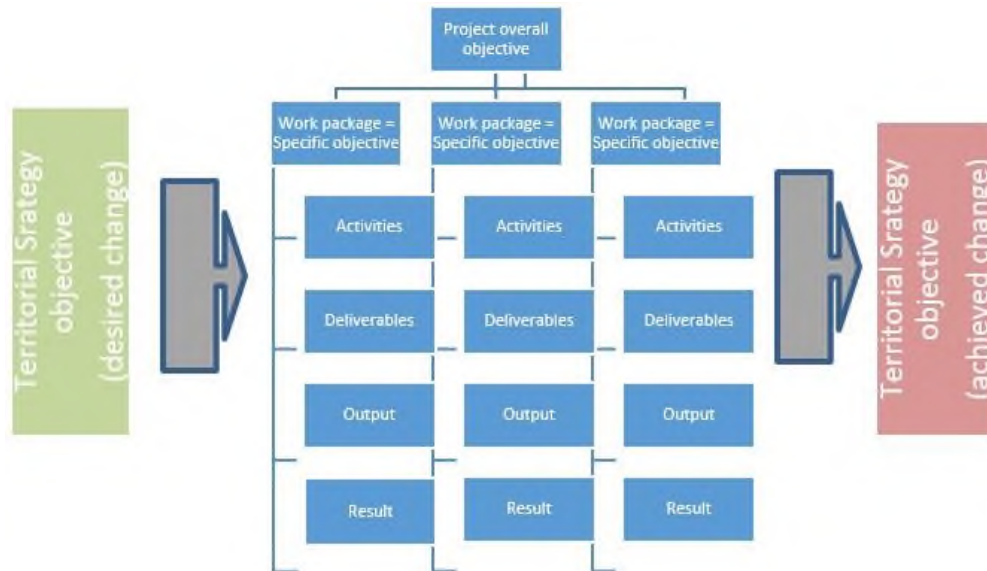 Project overall
objective
Territorial Srategy
objective
(desired change)
Work package =
Specific objective
Work package =
Specific objective
Work package =
Specific objective
Activities
Activities
Activities
Deliverables
Deliverables
Deliverables
Output
Output
Output
Result
Result
Result
Territorial Srategy
objective
(achieved change)